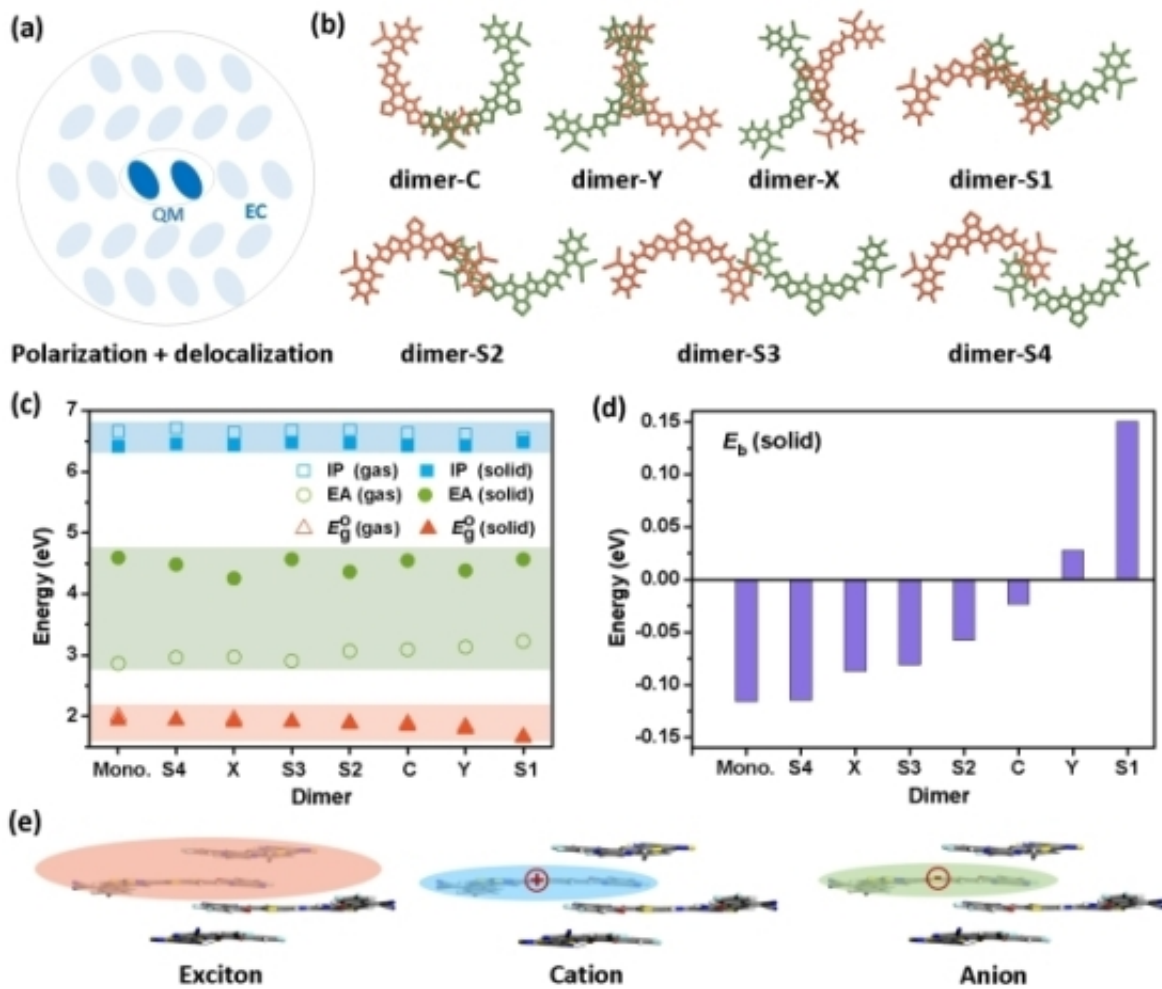 (a)
QM
EC
Polarization + delocalization
(b)
dimer-C
dimer-Y
dimer-X
dimer-S1
dimer-S2
dimer-S3
dimer-S4
(c)
7
6
5
4
3
2
Energy (eV)
IP (gas)
IP (solid)
EA (gas)
EA (solid)
E_g^O (gas)
E_g^O (solid)
Mono. S4 X S3 S2 C Y S1
Dimer
(d)
E_b (solid)
0.15
0.10
0.05
0.00
-0.05
-0.10
-0.15
Energy (eV)
Mono. S4 X S3 S2 C Y S1
Dimer
(e)
+
-
Exciton
Cation
Anion